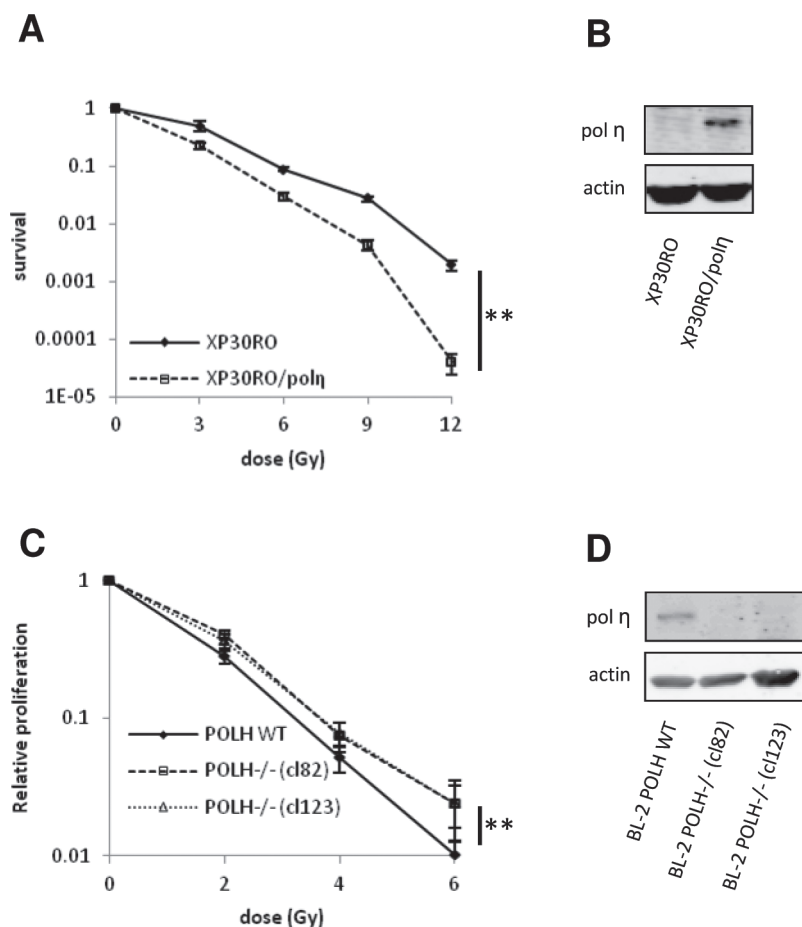 A
survival
1
0.1
0.01
0.001
0.0001
1E-05
XP30RO
XP30RO/polη
**
0 3 6 9 12
dose (Gy)
B
pol η
actin
XP30RO
XP30RO/polη
C
Relative proliferation
1
0.1
0.01
POLH WT
POLH-/- (cl82)
POLH-/- (cl123)
**
0 2 4 6
dose (Gy)
D
pol η
actin
BL-2 POLH WT
BL-2 POLH-/- (cl82)
BL-2 POLH-/- (cl123)